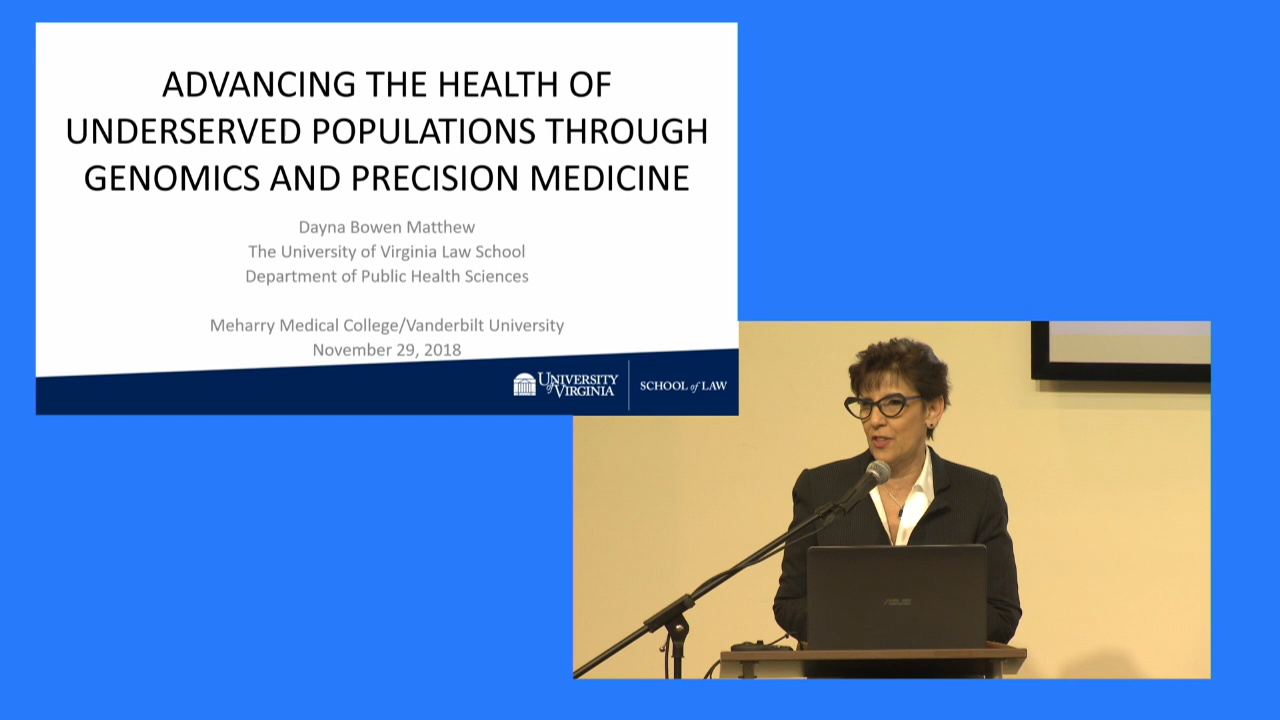 ADVANCING THE HEALTH OF
UNDERSERVED POPULATIONS THROUGH
GENOMICS AND PRECISION MEDICINE
Dayna Bowen Matthew
The University of Virginia Law School
Department of Public Health Sciences
Meharry Medical College/Vanderbilt University
November 29, 2018
UNIVERSITY
of VIRGINIA
SCHOOL of LAW